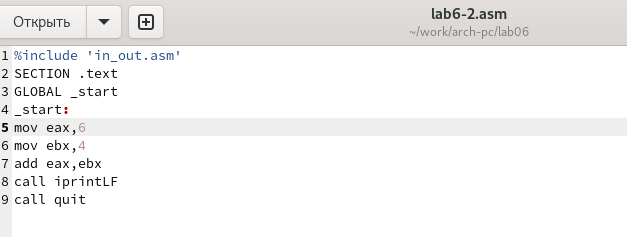 Открыть
lab6-2.asm
~/work/arch-pc/lab06
1 %include 'in_out.asm'
2 SECTION .text
3 GLOBAL _start
4 _start:
5 mov eax,6
6 mov ebx,4
7 add eax,ebx
8 call iprintLF
9 call quit